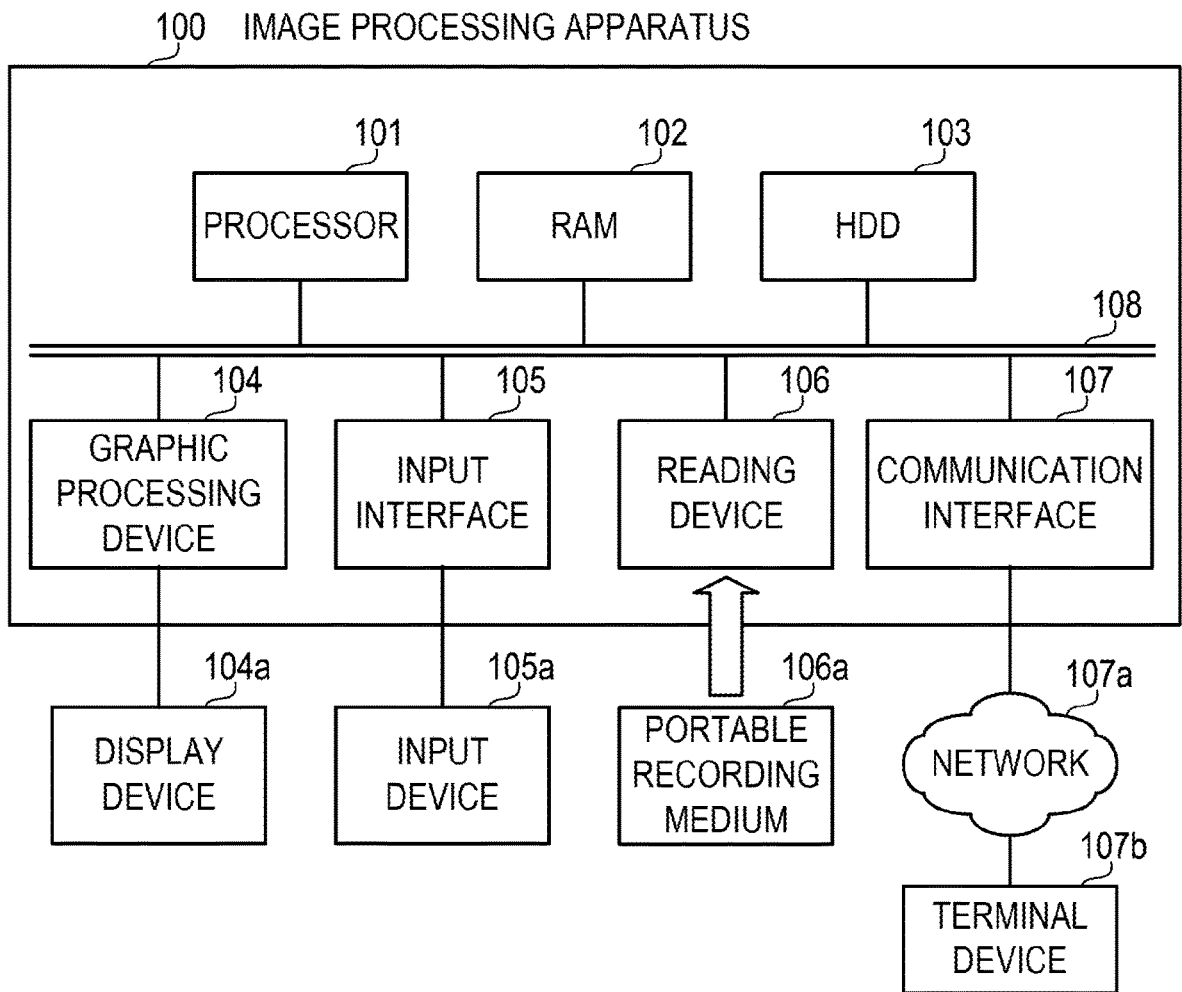 100 IMAGE PROCESSING APPARATUS
101
102
103
PROCESSOR
RAM
HDD
108
104
105
106
107
GRAPHIC
PROCESSING
DEVICE
INPUT
INTERFACE
READING
DEVICE
COMMUNICATION
INTERFACE
104a
105a
106a
107a
DISPLAY
DEVICE
INPUT
DEVICE
PORTABLE
RECORDING
MEDIUM
NETWORK
107b
TERMINAL
DEVICE